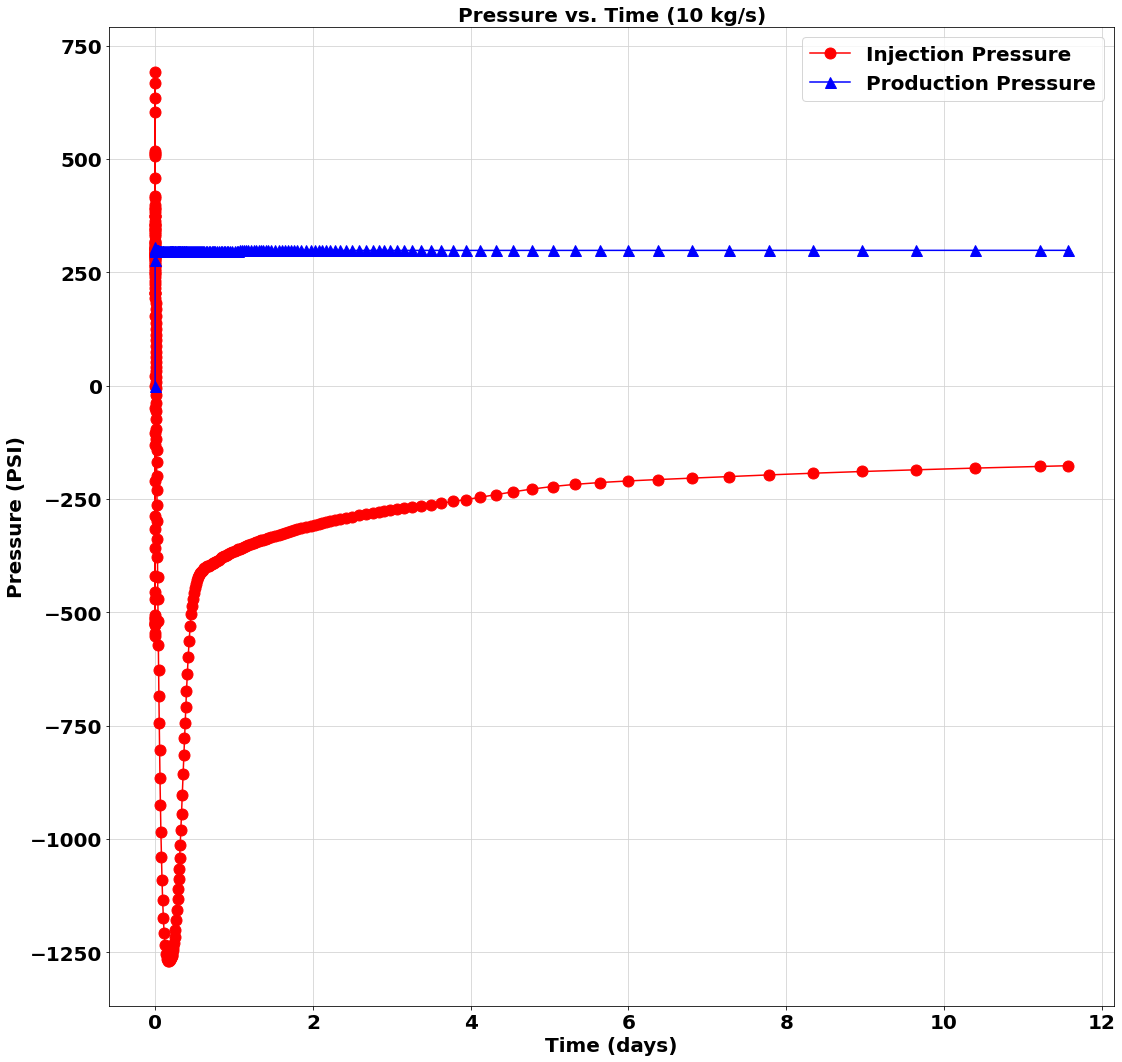 Pressure vs. Time (10 kg/s)
Injection Pressure
Production Pressure
Pressure (PSI)
750
500
250
0
−250
−500
−750
−1000
−1250
0 2 4 6 8 10 12
Time (days)